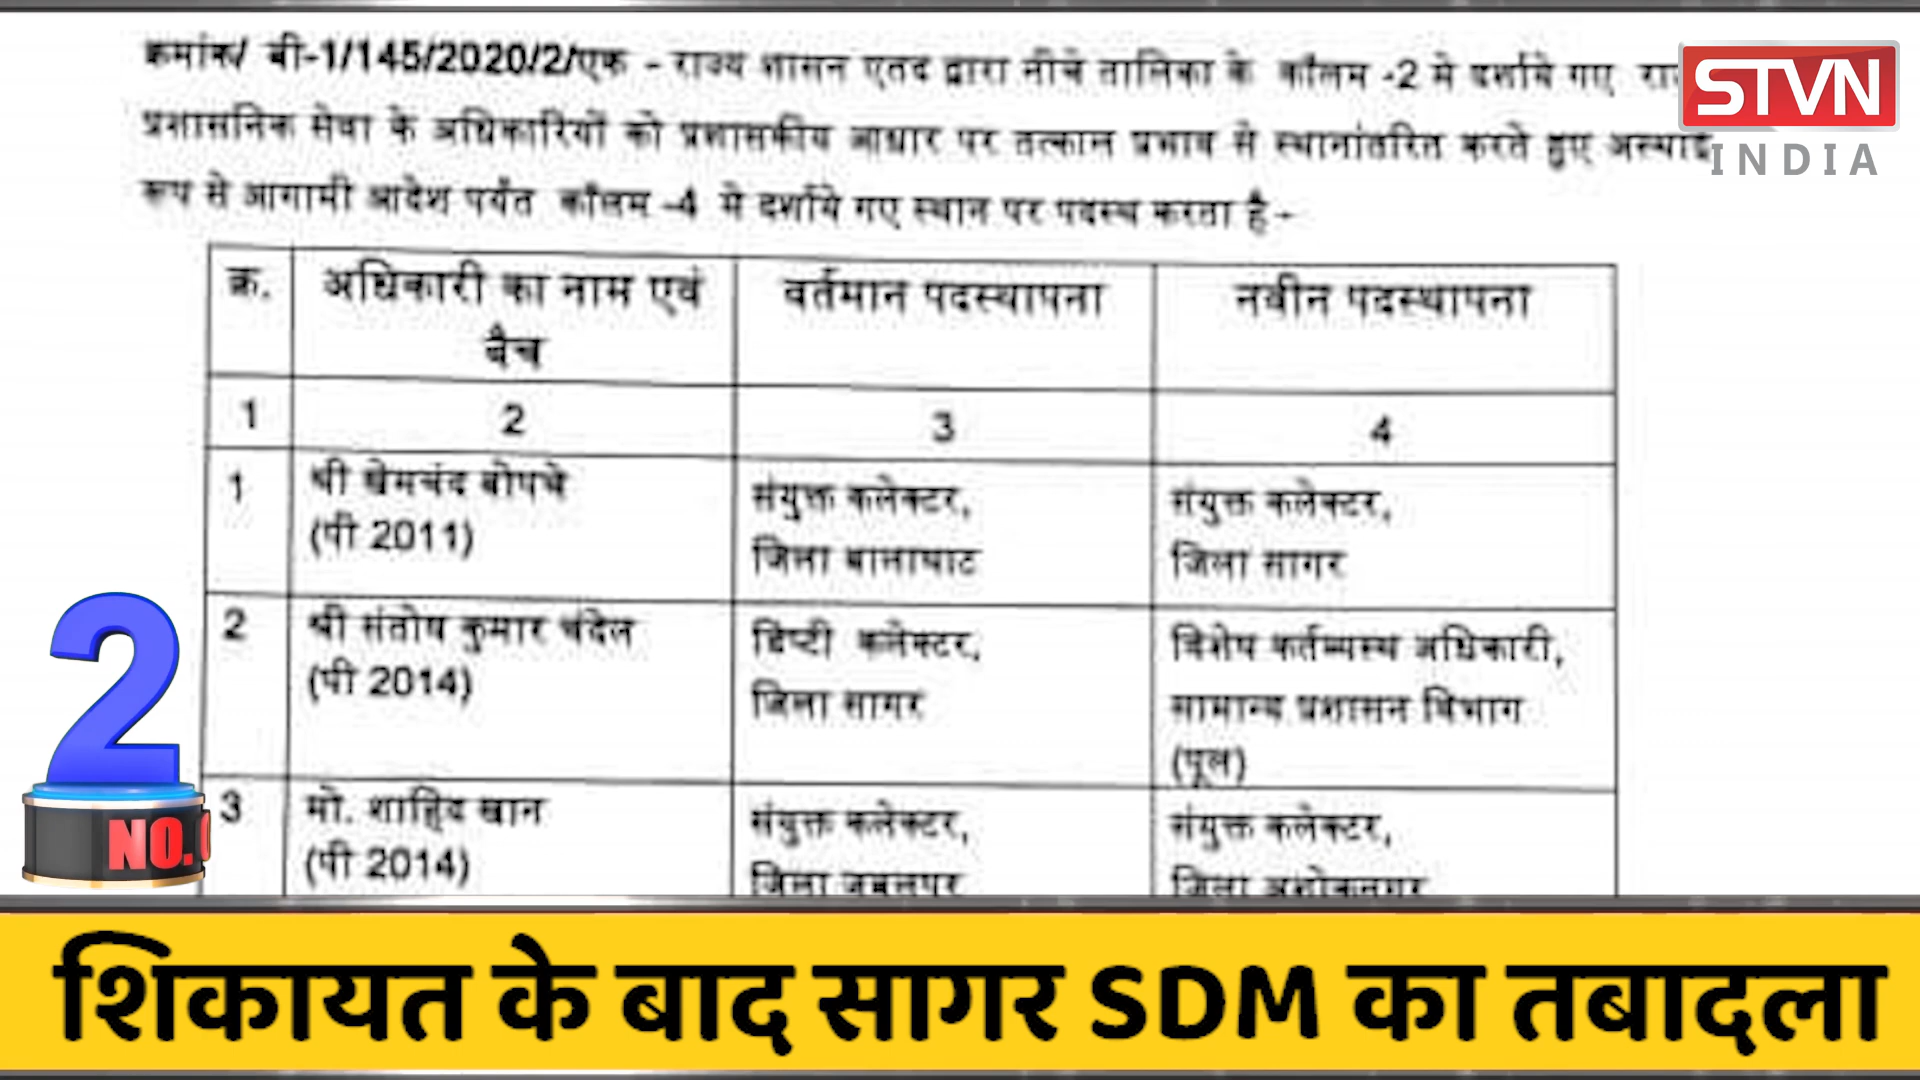 क्रमांक/ बी-1/145/2020/2/एक - राज्य शासन एतद द्वारा नीचे तालिका के कॉलम -2 मे दर्शाये गए
प्रशासनिक सेवा के अधिकारियों को प्रशासकीय आधार पर तत्काल प्रभाव से स्थानांतरित करते हुए
रूप से आगामी आदेश पर्यंत कॉलम -4 मे दर्शाये गए स्थान पर पदस्थ करता है -
STVN
INDIA
क्र. अधिकारी का नाम एवं वर्तमान पदस्थापना नवीन पदस्थापना
बैच
1 2 3 4
1 श्री खेमचंद बोपचे संयुक्त कलेक्टर, संयुक्त कलेक्टर,
(पी 2011) जिला बालाघाट जिला सागर
2 श्री संतोष कुमार चंदेल डिप्टी कलेक्टर, विशेष कर्तव्यस्थ अधिकारी,
(पी 2014) जिला सागर सामान्य प्रशासन विभाग
(पूल)
3 मो. शाहिद खान संयुक्त कलेक्टर, संयुक्त कलेक्टर,
(पी 2014) जिला जबलपुर जिला अशोकनगर
2
NO.
शिकायत के बाद सागर SDM का तबादला